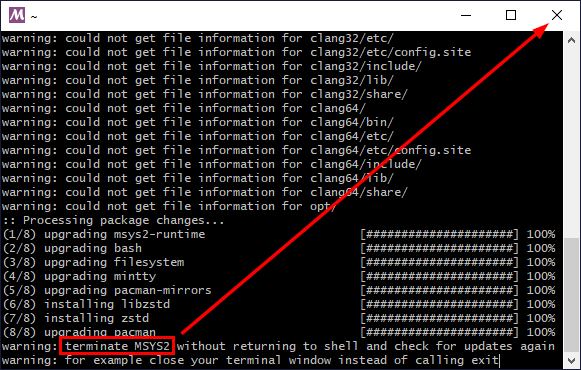 ~
warning: could not get file information for clang32/etc/
warning: could not get file information for clang32/etc/config.site
warning: could not get file information for clang32/include/
warning: could not get file information for clang32/lib/
warning: could not get file information for clang32/share/
warning: could not get file information for clang64/
warning: could not get file information for clang64/bin/
warning: could not get file information for clang64/etc/
warning: could not get file information for clang64/etc/config.site
warning: could not get file information for clang64/include/
warning: could not get file information for clang64/lib/
warning: could not get file information for clang64/share/
warning: could not get file information for opt/
:: Processing package changes...
(1/8) upgrading msys2-runtime [#####################] 100%
(2/8) upgrading bash [#####################] 100%
(3/8) upgrading filesystem [#####################] 100%
(4/8) upgrading mintty [#####################] 100%
(5/8) upgrading pacman-mirrors [#####################] 100%
(6/8) installing libzstd [#####################] 100%
(7/8) installing zstd [#####################] 100%
(8/8) upgrading pacman [#####################] 100%
warning: terminate MSYS2 without returning to shell and check for updates again
warning: for example close your terminal window instead of calling exit